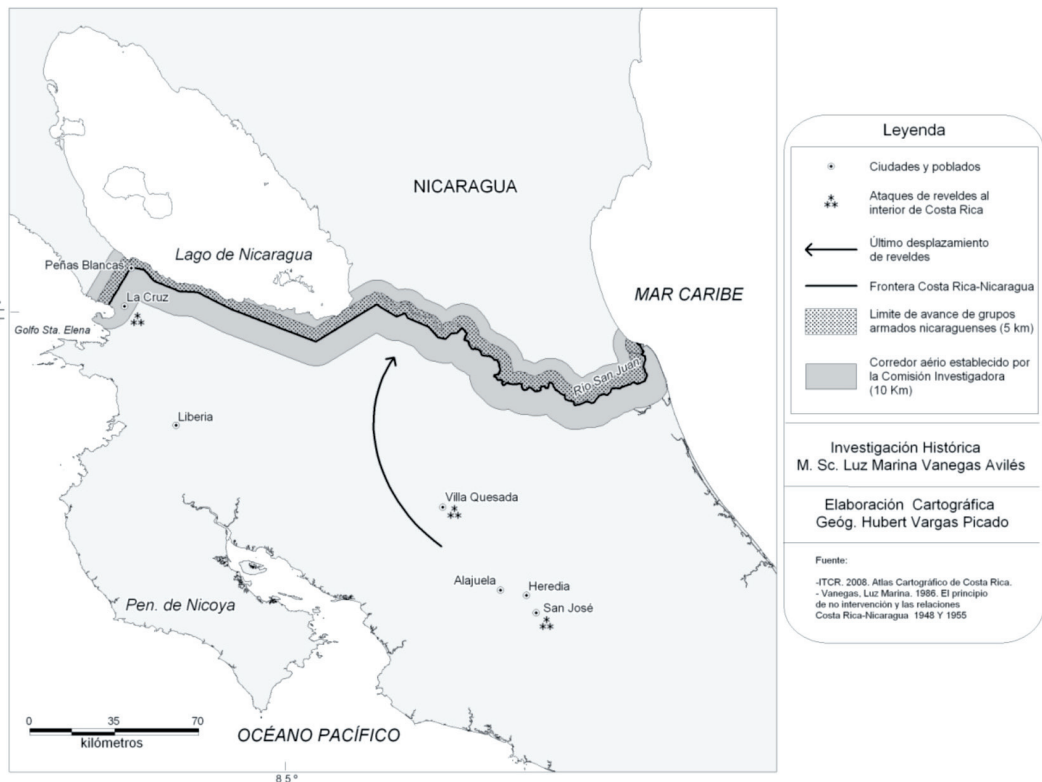 NICARAGUA
Lago de Nicaragua
Peñas Blancas
La Cruz
Golfo Sta. Elena
MAR CARIBE
Río San Juan
Liberia
Villa Quesada
Alajuela
Heredia
San José
Pen. de Nicoya
OCÉANO PACÍFICO
0 35 70
kilómetros
85°
Leyenda
Ciudades y poblados
Ataques de reveldes al
interior de Costa Rica
Último desplazamiento
de reveldes
Frontera Costa Rica-Nicaragua
Limite de avance de grupos
armados nicaraguenses (5 km)
Corredor aério establecido por
la Comisión Investigadora
(10 Km)
Investigación Histórica
M. Sc. Luz Marina Vanegas Avilés
Elaboración Cartográfica
Geóg. Hubert Vargas Picado
Fuente:
-ITCR. 2008. Atlas Cartográfico de Costa Rica.
- Vanegas, Luz Marina. 1986. El principio
de no intervención y las relaciones
Costa Rica-Nicaragua 1948 Y 1955